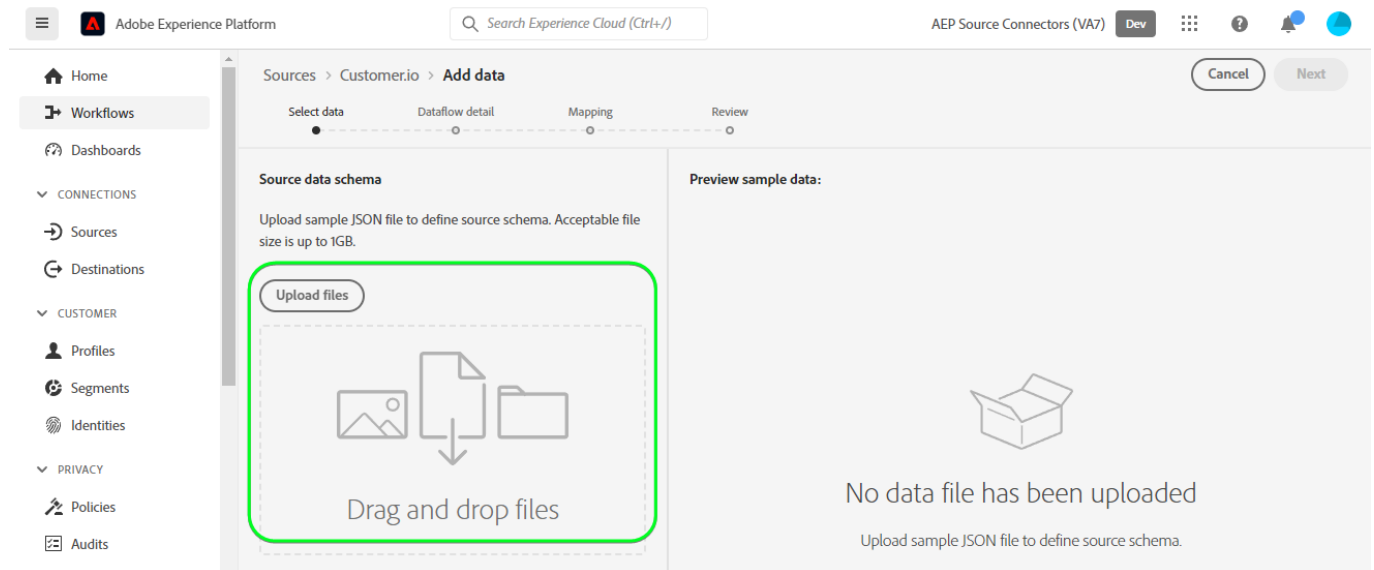 Adobe Experience Platform
Search Experience Cloud (Ctrl+/)
AEP Source Connectors (VA7)
Dev
Home
Workflows
Dashboards
CONNECTIONS
Sources
Destinations
CUSTOMER
Profiles
Segments
Identities
PRIVACY
Policies
Audits
Sources > Customer.io > Add data
Cancel
Next
Select data
Dataflow detail
Mapping
Review
Source data schema
Upload sample JSON file to define source schema. Acceptable file
size is up to 1GB.
Upload files
Drag and drop files
Preview sample data:
No data file has been uploaded
Upload sample JSON file to define source schema.